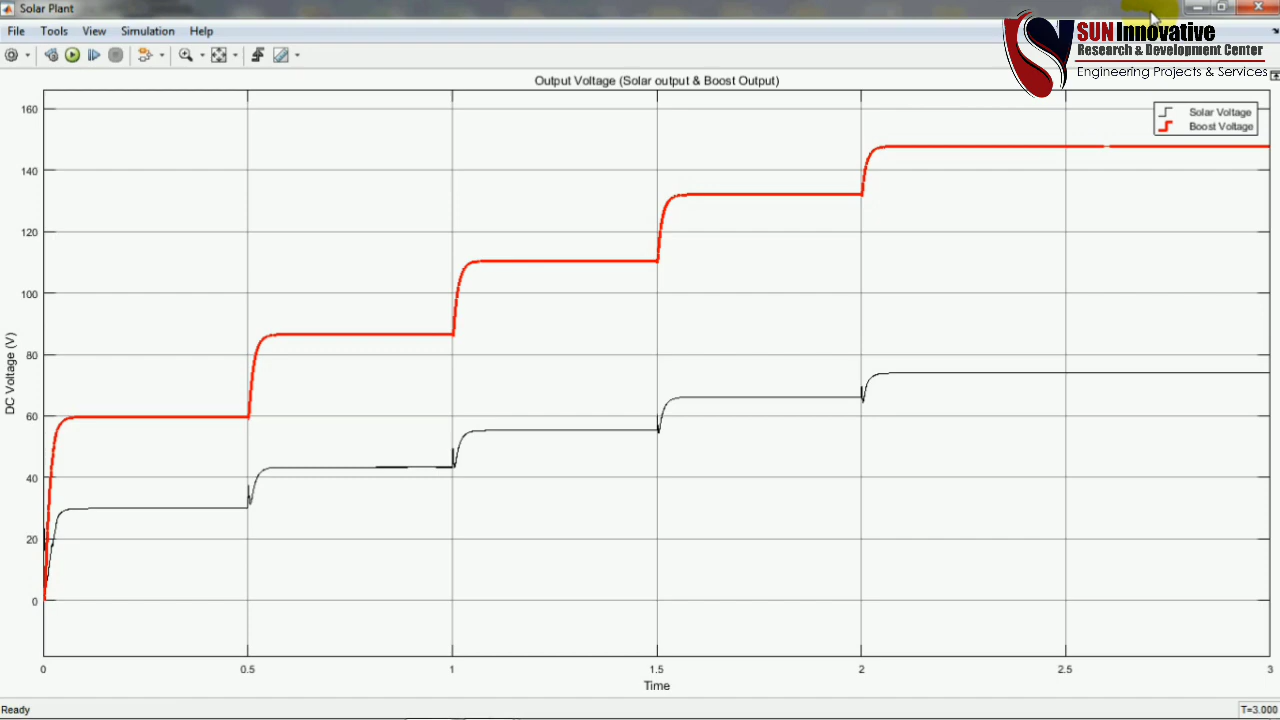 Solar Plant
File Tools View Simulation Help
SUN Innovative
Research & Development Center
Engineering Projects & Services
Output Voltage (Solar output & Boost Output)
Solar Voltage
Boost Voltage
160
140
120
100
80
60
40
20
0
DC Voltage (V)
0 0.5 1 1.5 2 2.5 3
Time
Ready T=3.000